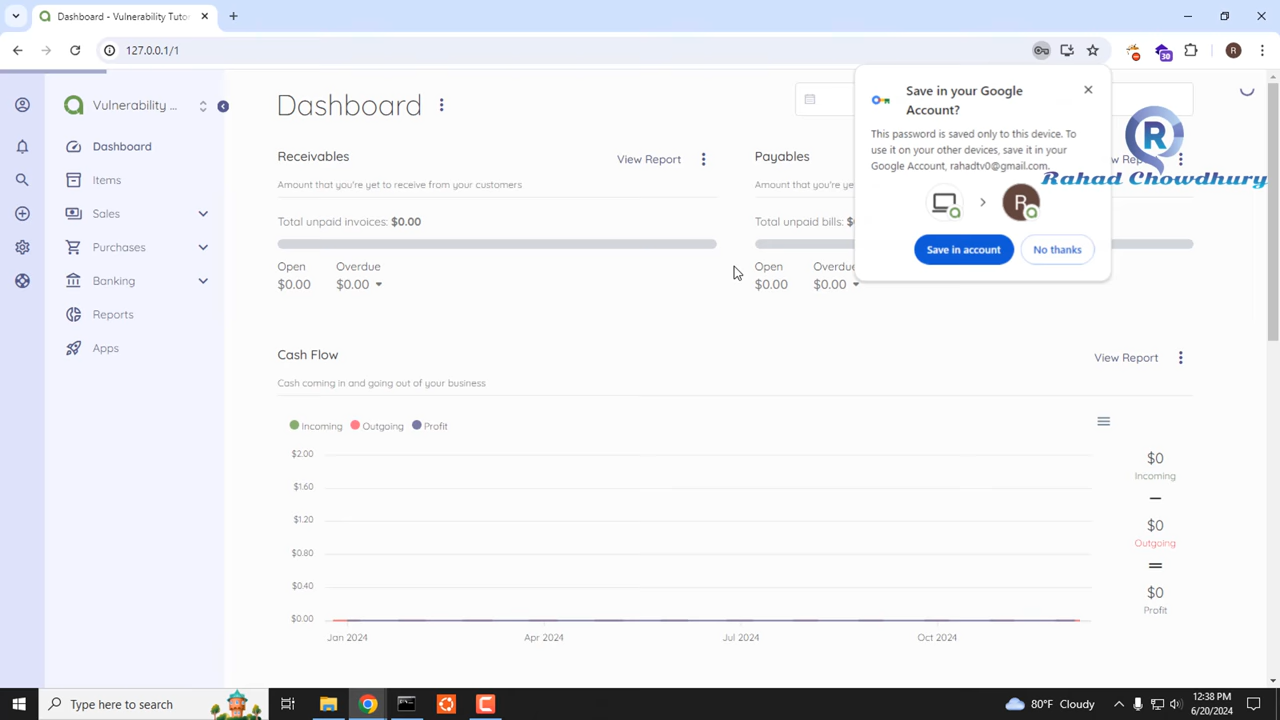 Dashboard - Vulnerability Tutor
127.0.0.1/1
30
R
Vulnerability ...
Dashboard
Items
Sales
Purchases
Banking
Reports
Apps
Dashboard
Receivables
View Report
Amount that you're yet to receive from your customers
Total unpaid invoices: $0.00
Open
Overdue
$0.00
$0.00
Payables
Amount that you're ye
Total unpaid bills: $
Open
Overdue
$0.00
$0.00
Save in your Google
Account?
This password is saved only to this device. To
use it on your other devices, save it in your
Google Account, rahadtv0@gmail.com.
R
Save in account
No thanks
R
Rahad Chowdhury
Cash Flow
View Report
Cash coming in and going out of your business
Incoming
Outgoing
Profit
$2.00
$1.60
$1.20
$0.80
$0.40
$0.00
Jan 2024
Apr 2024
Jul 2024
Oct 2024
$0
Incoming
$0
Outgoing
$0
Profit
Type here to search
80°F Cloudy
12:38 PM
6/20/2024